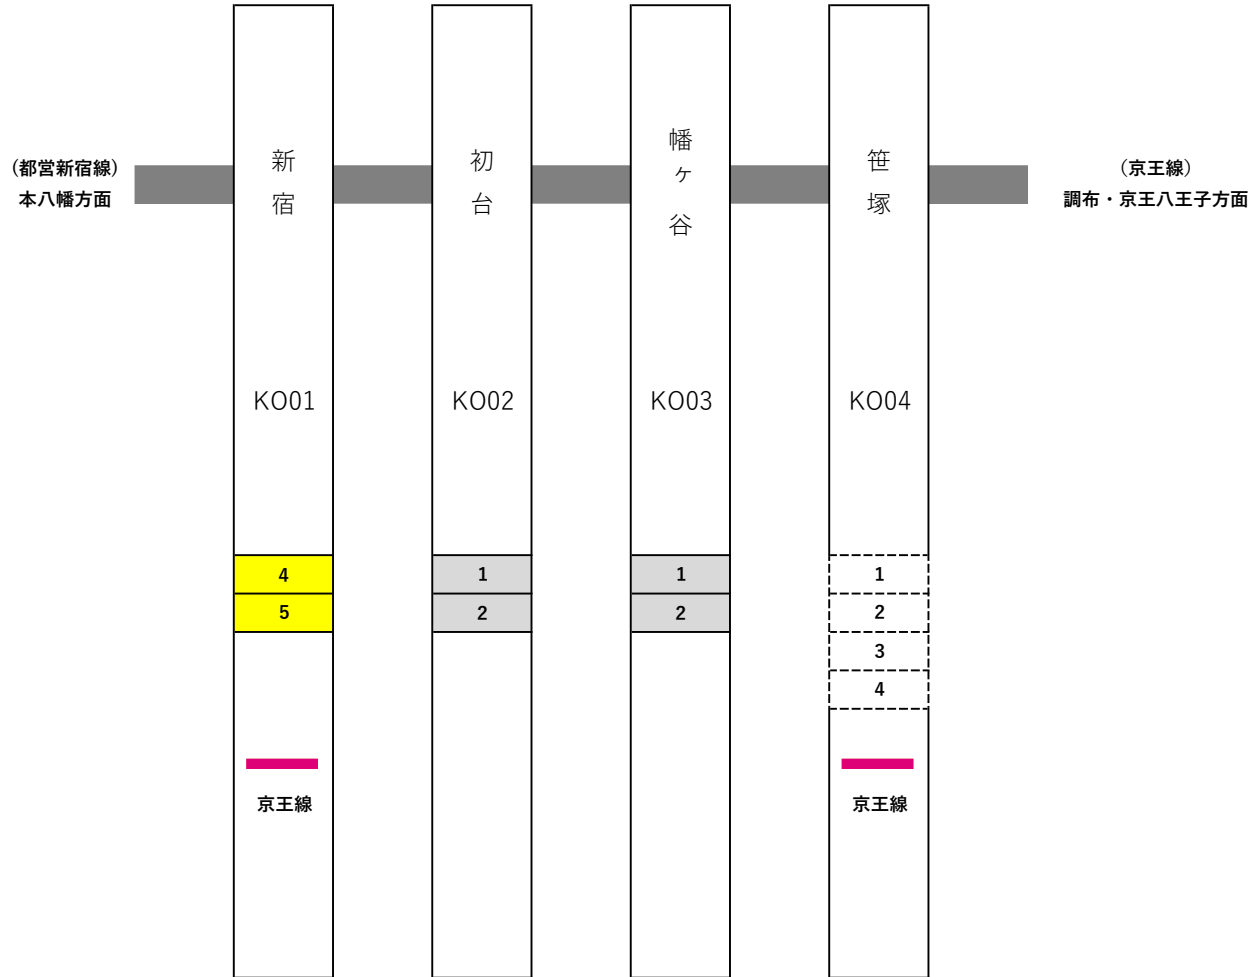 (都営新宿線)
本八幡方面
新宿
初台
幡ヶ谷
笹塚
(京王線)
調布・京王八王子方面
KO01
KO02
KO03
KO04
4
1
1
1
5
2
2
2
3
4
京王線
京王線